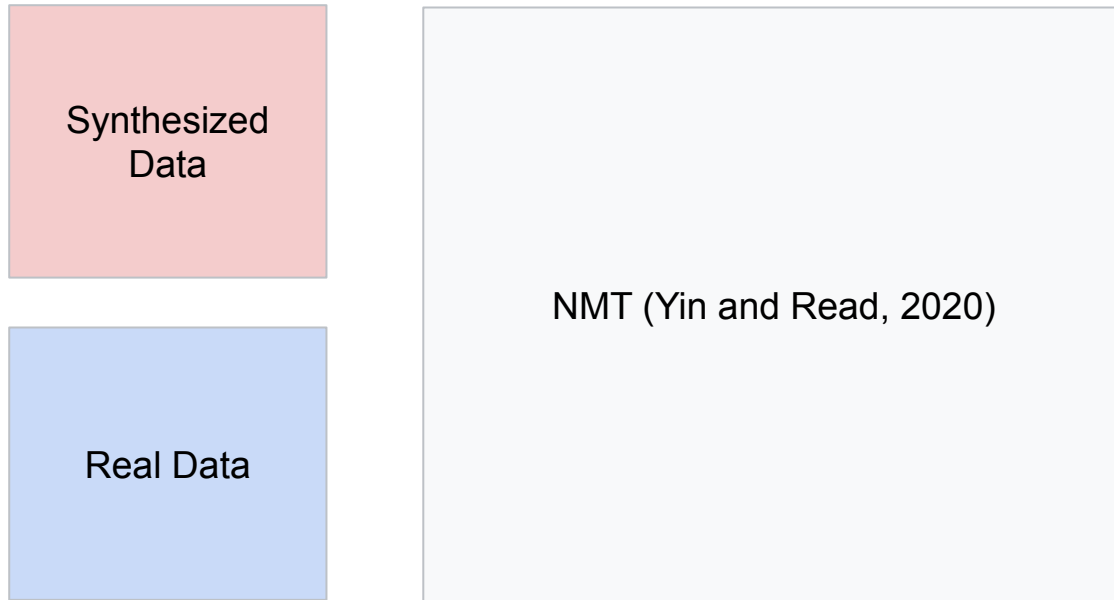 Synthesized
Data
NMT (Yin and Read, 2020)
Real Data